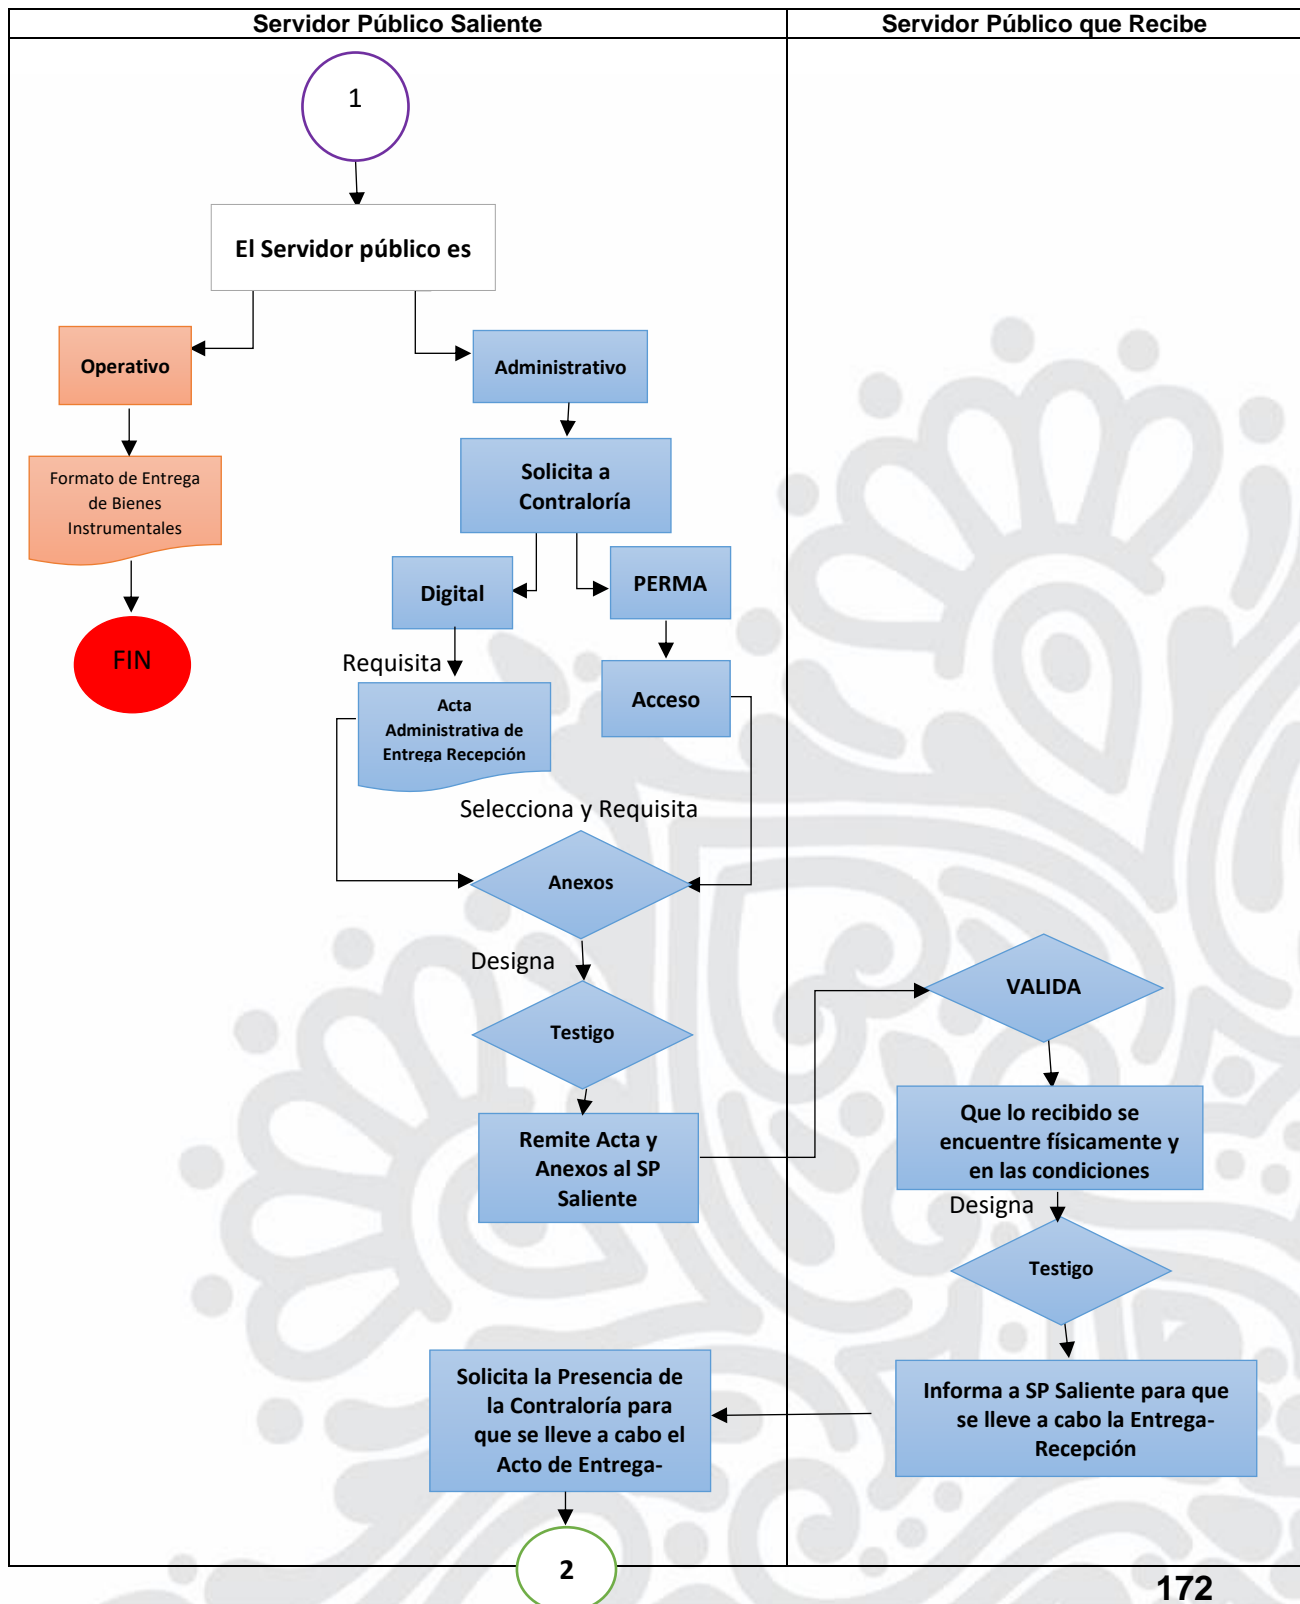 Servidor Público Saliente
Servidor Público que Recibe
1
El Servidor público es
Operativo
Administrativo
Formato de Entrega
de Bienes
Instrumentales
Solicita a
Contraloría
Digital
PERMA
FIN
Requisita
Acta
Administrativa de
Entrega Recepción
Acceso
Selecciona y Requisita
Anexos
Designa
Testigo
Remite Acta y
Anexos al SP
Saliente
VALIDA
Que lo recibido se
encuentre físicamente y
en las condiciones
Designa
Testigo
Informa a SP Saliente para que
se lleve a cabo la Entrega-
Recepción
Solicita la Presencia de
la Contraloría para
que se lleve a cabo el
Acto de Entrega-
2
172